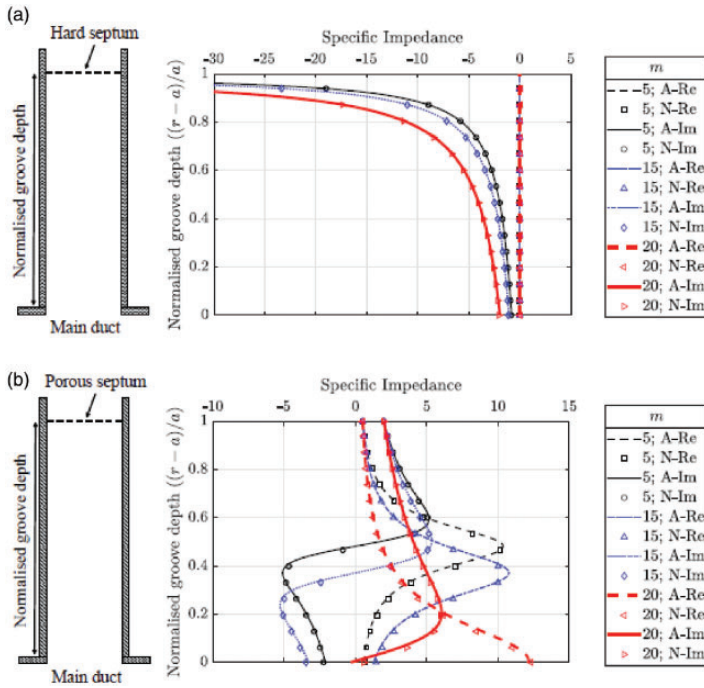 (a)
Hard septum
Normalised groove depth
Main duct
Specific Impedance
-30 -25 -20 -15 -10 -5 0 5
Normalised groove depth ((r − a)/a)
1
0.8
0.6
0.4
0.2
0
m
5; A-Re
5; N-Re
5; A-Im
5; N-Im
15; A-Re
15; N-Re
15; A-Im
15; N-Im
20; A-Re
20; N-Re
20; A-Im
20; N-Im
(b)
Porous septum
Normalised groove depth
Main duct
Specific Impedance
-10 -5 0 5 10 15
Normalised groove depth ((r − a)/a)
1
0.8
0.6
0.4
0.2
0
-5 0 5 10 15
m
5; A-Re
5; N-Re
5; A-Im
5; N-Im
15; A-Re
15; N-Re
15; A-Im
15; N-Im
20; A-Re
20; N-Re
20; A-Im
20; N-Im